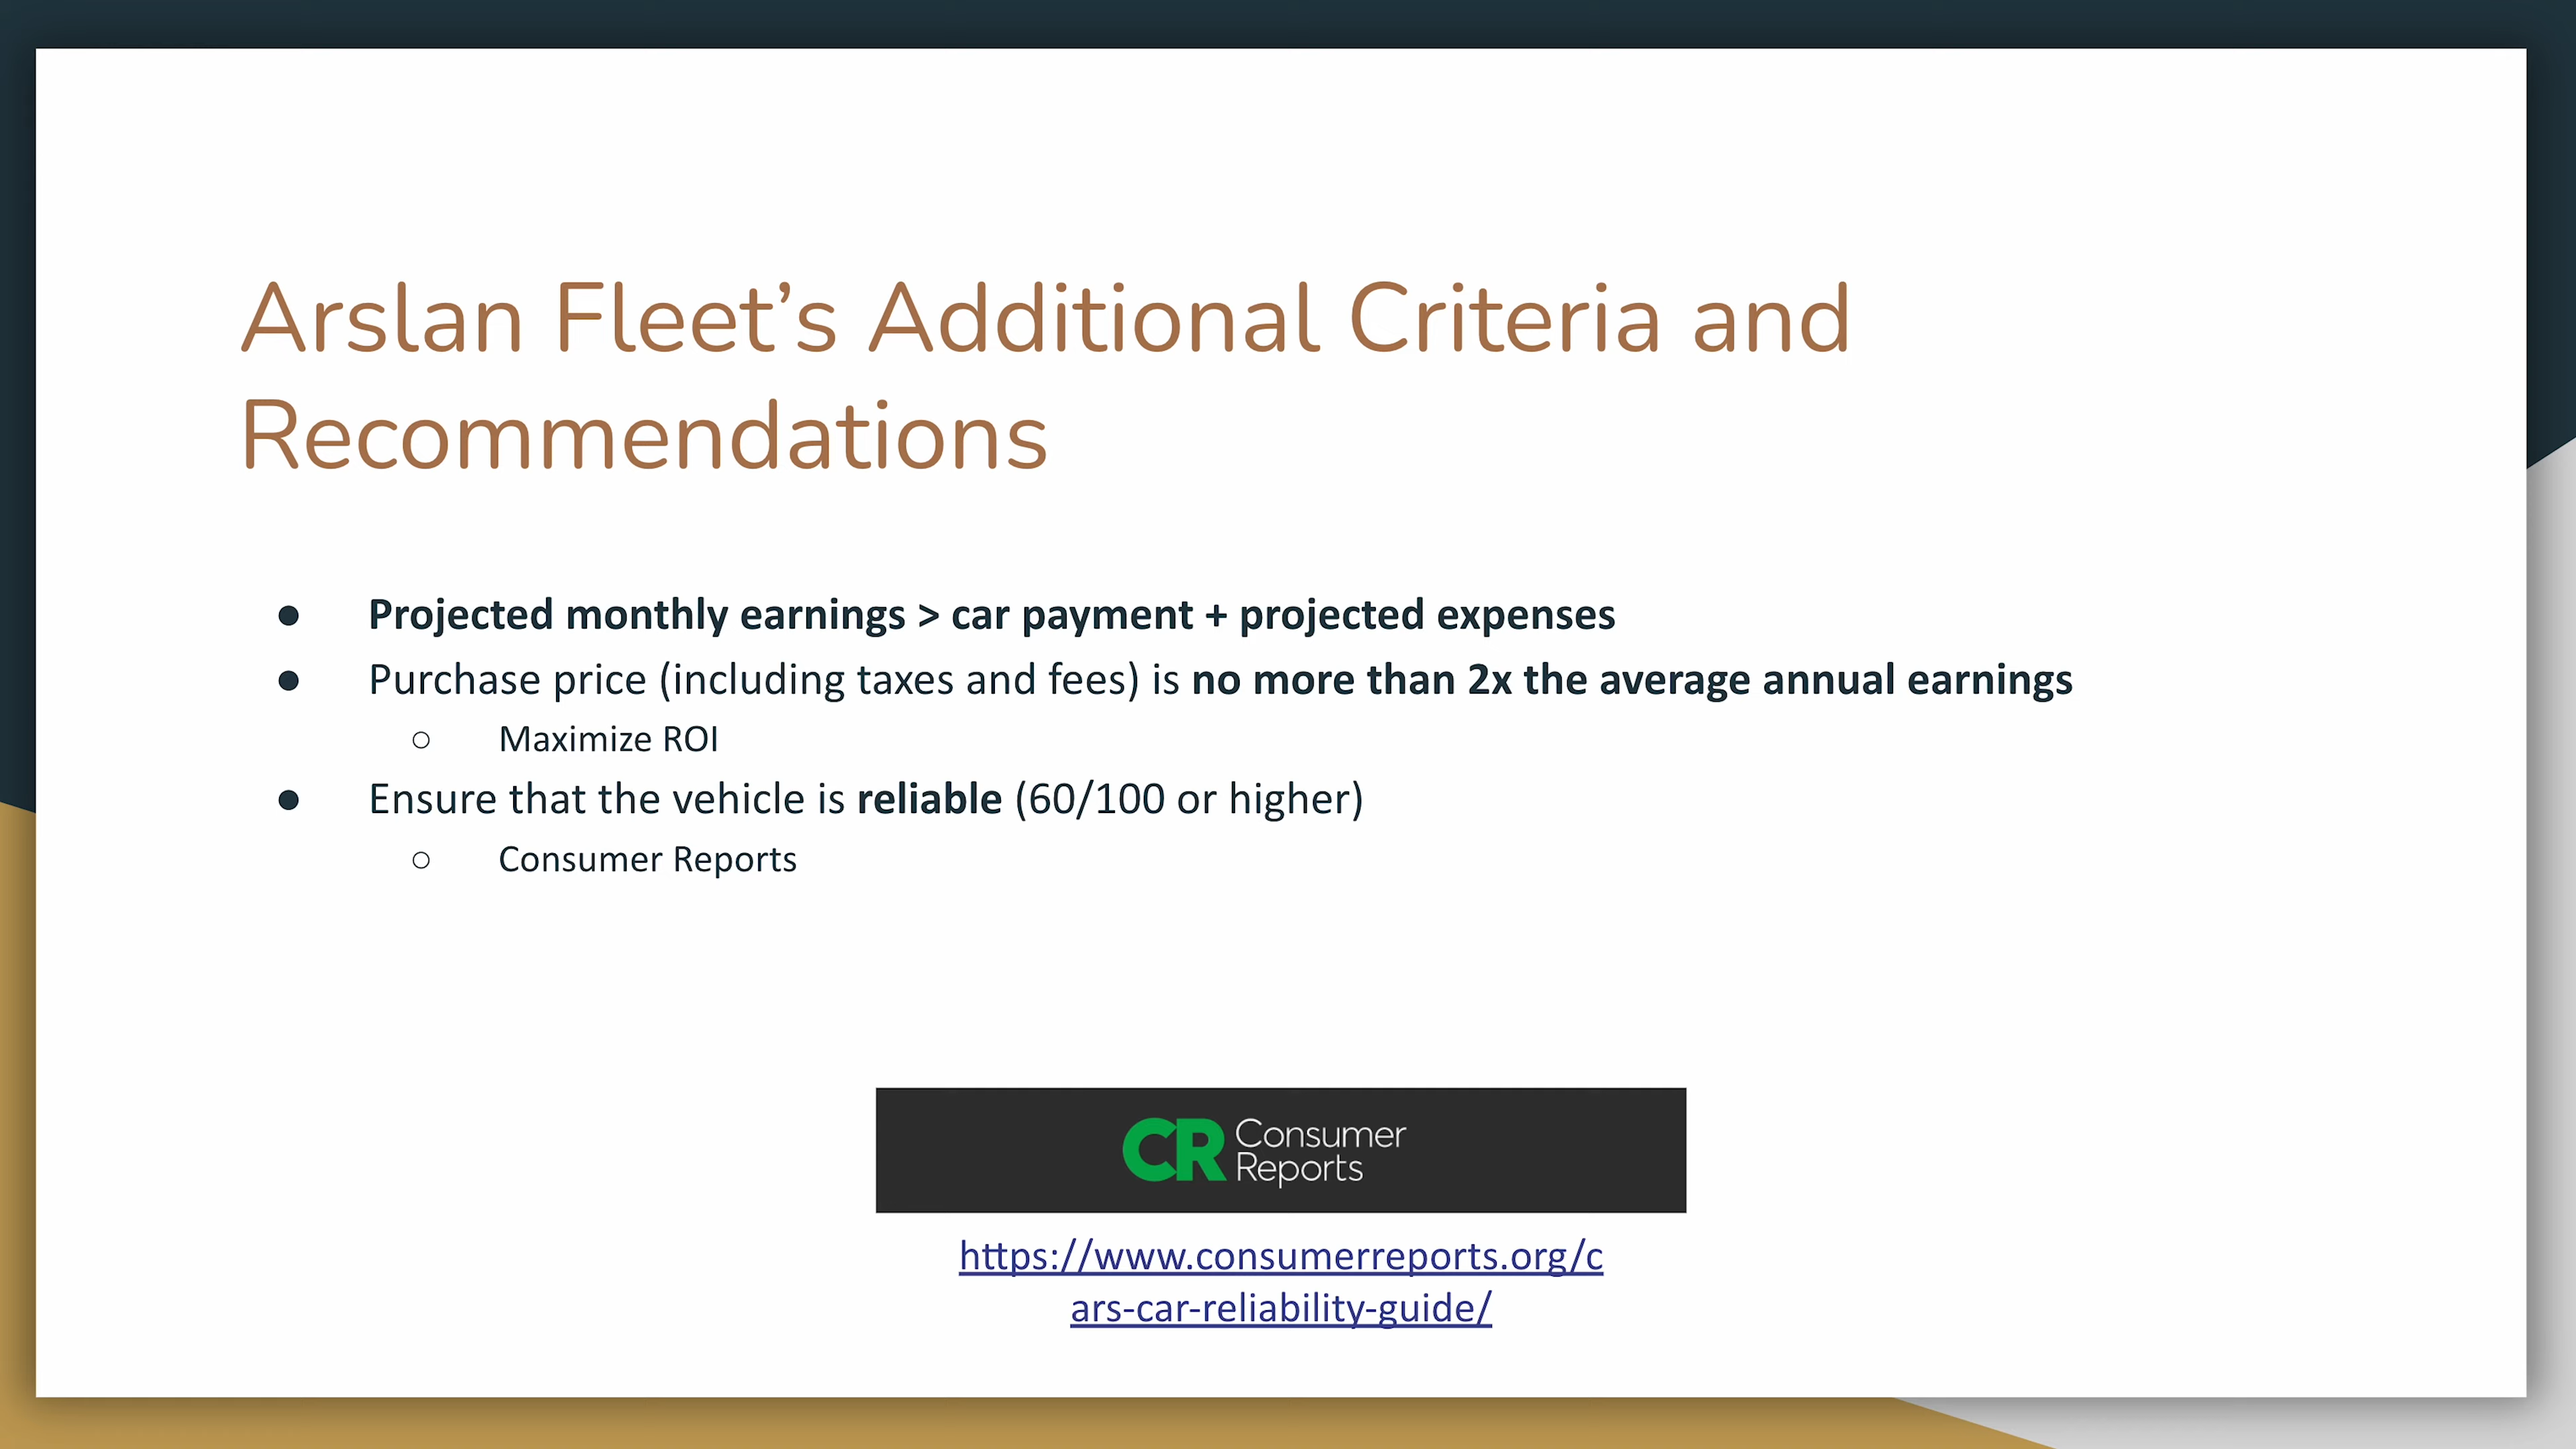 Arslan Fleet’s Additional Criteria and
Recommendations
● Projected monthly earnings > car payment + projected expenses
● Purchase price (including taxes and fees) is no more than 2x the average annual earnings
○ Maximize ROI
● Ensure that the vehicle is reliable (60/100 or higher)
○ Consumer Reports
CR Consumer
Reports
https://www.consumerreports.org/c
ars-car-reliability-guide/